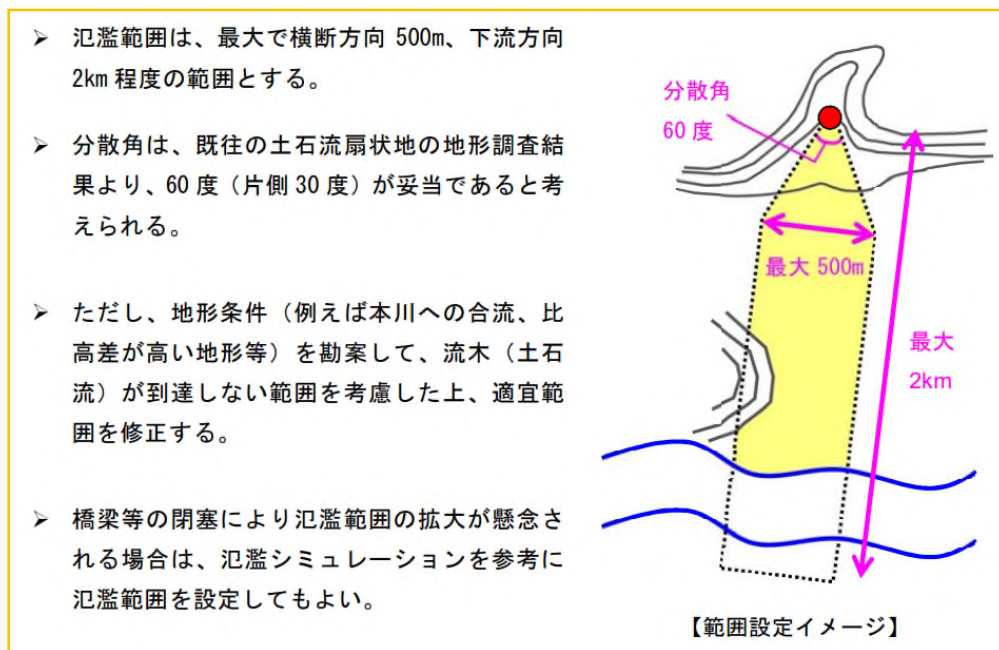 ➢ 氾濫範囲は、最大で横断方向 500m、下流方向
2km 程度の範囲とする。
➢ 分散角は、既往の土石流扇状地の地形調査結
果より、60 度（片側 30 度）が妥当であると考
えられる。
➢ ただし、地形条件（例えば本川への合流、比
高差が高い地形等）を勘案して、流木（土石
流）が到達しない範囲を考慮した上、適宜範
囲を修正する。
➢ 橋梁等の閉塞により氾濫範囲の拡大が懸念さ
れる場合は、氾濫シミュレーションを参考に
氾濫範囲を設定してもよい。
分散角
60 度
最大 500m
最大
2km
【範囲設定イメージ】